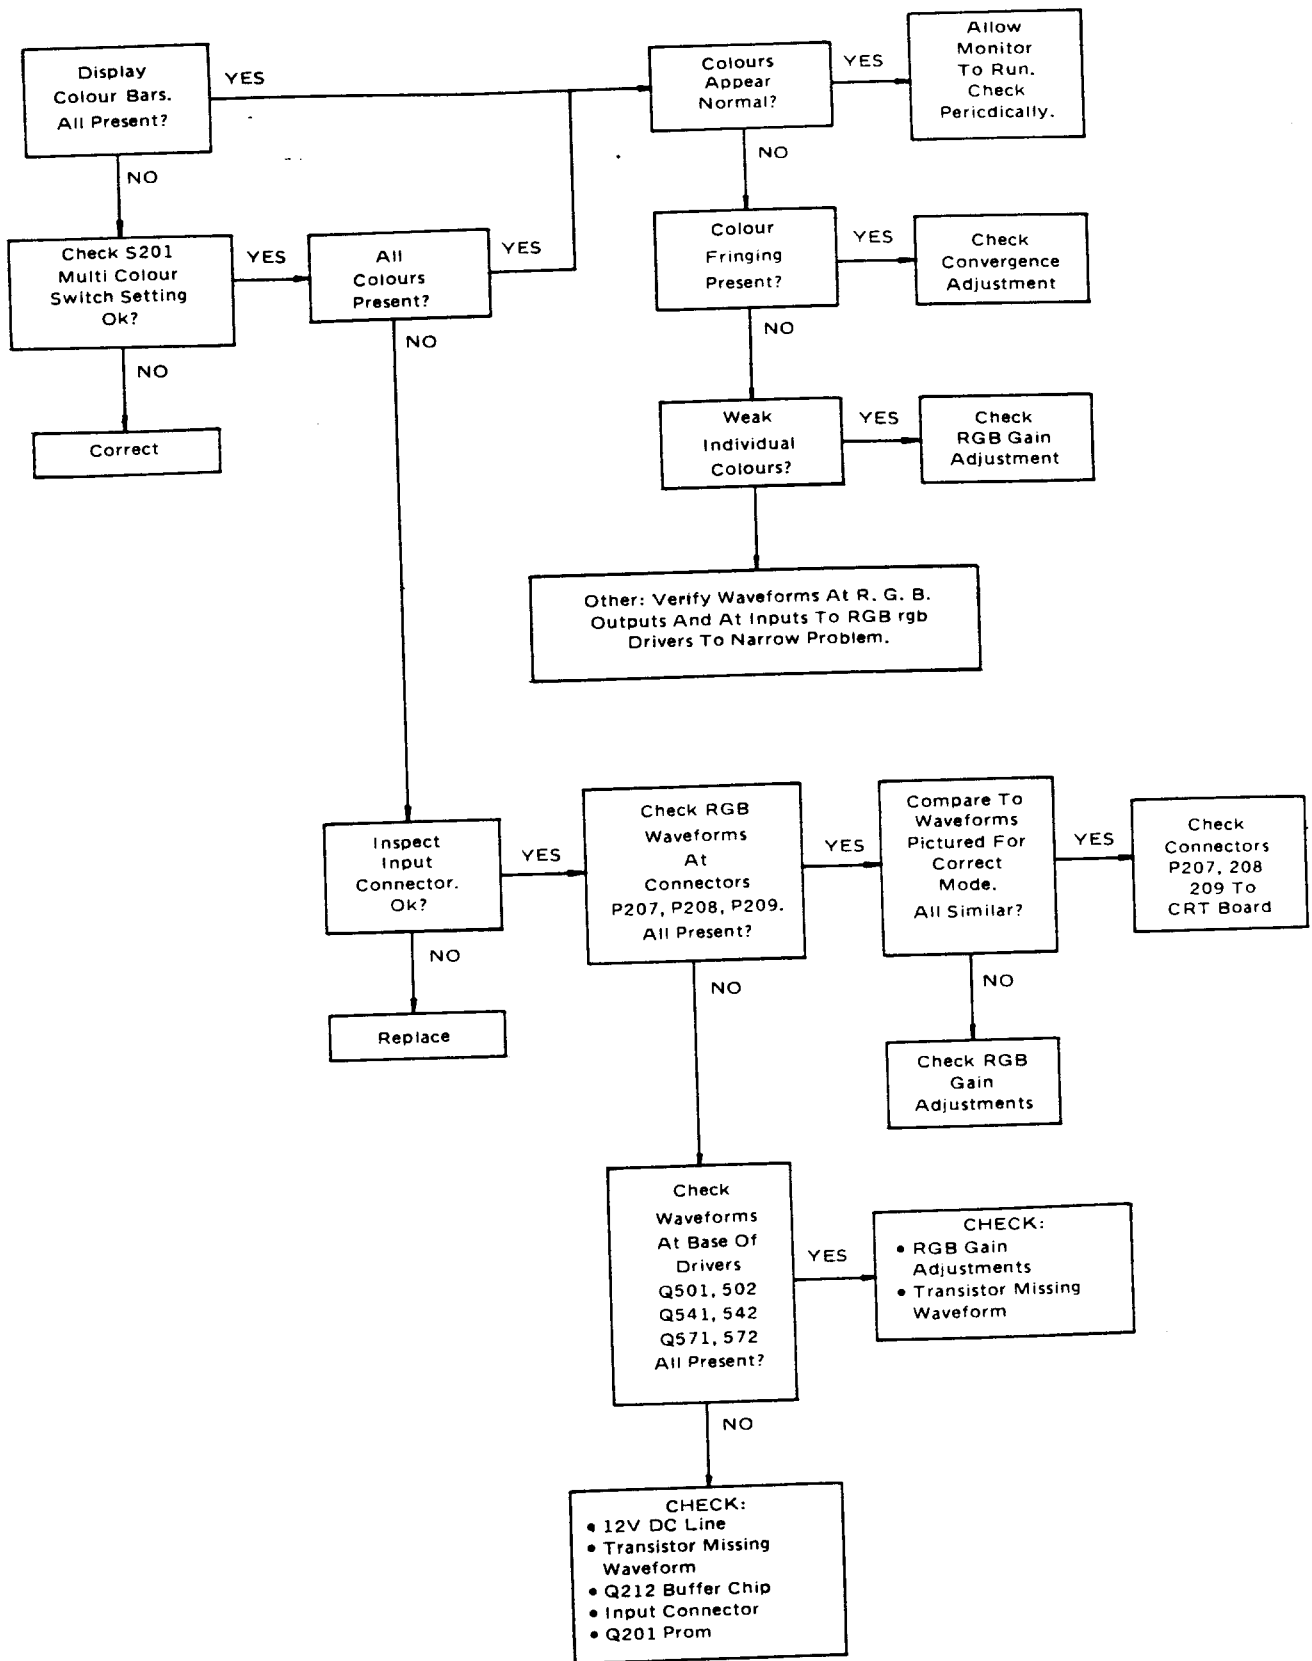 Display
Colour Bars.
All Present?
YES
NO
Colours
Appear
Normal?
YES
NO
Allow
Monitor
To Run.
Check
Pericdically.
Check S201
Multi Colour
Switch Setting
Ok?
YES
NO
Correct
All
Colours
Present?
YES
NO
Colour
Fringing
Present?
YES
NO
Check
Convergence
Adjustment
Weak
Individual
Colours?
YES
Check
RGB Gain
Adjustment
Other: Verify Waveforms At R. G. B.
Outputs And At Inputs To RGB rgb
Drivers To Narrow Problem.
Inspect
Input
Connector.
Ok?
YES
NO
Replace
Check RGB
Waveforms
At
Connectors
P207, P208, P209.
All Present?
YES
NO
Compare To
Waveforms
Pictured For
Correct
Mode.
All Similar?
YES
NO
Check
Connectors
P207, 208
209 To
CRT Board
Check RGB
Gain
Adjustments
Check
Waveforms
At Base Of
Drivers
Q501, 502
Q541, 542
Q571, 572
All Present?
YES
NO
CHECK:
• RGB Gain
Adjustments
• Transistor Missing
Waveform
CHECK:
• 12V DC Line
• Transistor Missing
Waveform
• Q212 Buffer Chip
• Input Connector
• Q201 Prom